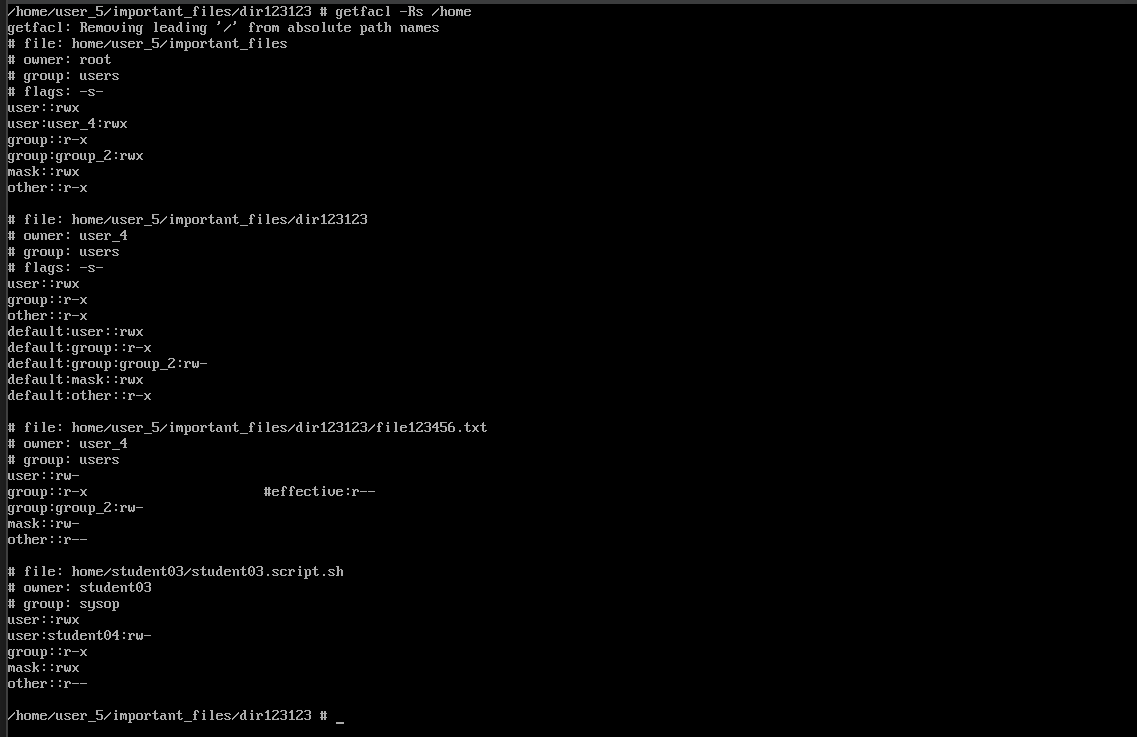 /home/user_5/important_files/dir123123 # getfacl -Rs /home
getfacl: Removing leading '/' from absolute path names
# file: home/user_5/important_files
# owner: root
# group: users
# flags: -s-
user::rwx
user:user_4:rwx
group::r-x
group:group_2:rwx
mask::rwx
other::r-x
# file: home/user_5/important_files/dir123123
# owner: user_4
# group: users
# flags: -s-
user::rwx
group::r-x
other::r-x
default:user::rwx
default:group::r-x
default:group:group_2:rw-
default:mask::rwx
default:other::r-x
# file: home/user_5/important_files/dir123123/file123456.txt
# owner: user_4
# group: users
user::rw-
group::r-x                      #effective:r--
group:group_2:rw-
mask::rw-
other::r--
# file: home/student03/student03.script.sh
# owner: student03
# group: sysop
user::rwx
user:student04:rw-
group::r-x
mask::rwx
other::r--
/home/user_5/important_files/dir123123 # _